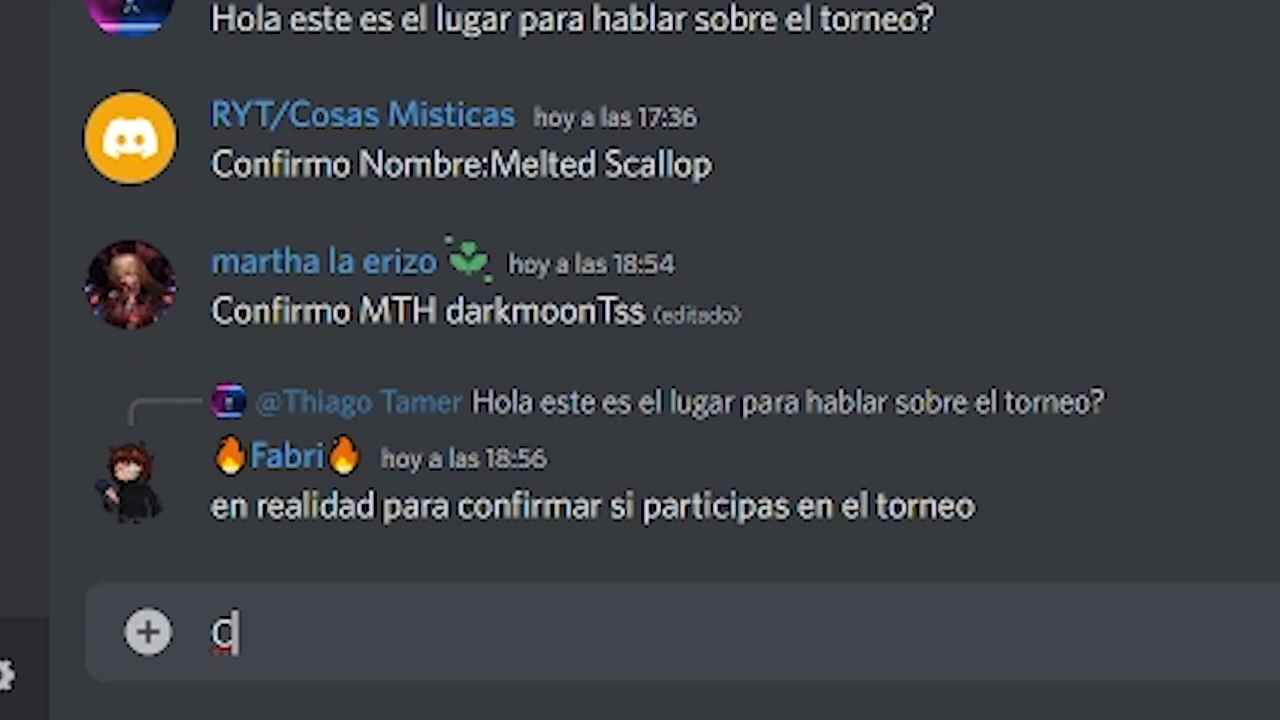 Hola este es el lugar para hablar sobre el torneo?
RYT/Cosas Misticas hoy a las 17:36
Confirmo Nombre:Melted Scallop
martha la erizo hoy a las 18:54
Confirmo MTH darkmoonTss (editado)
@Thiago Tamer Hola este es el lugar para hablar sobre el torneo?
🔥Fabri🔥 hoy a las 18:56
en realidad para confirmar si participas en el torneo